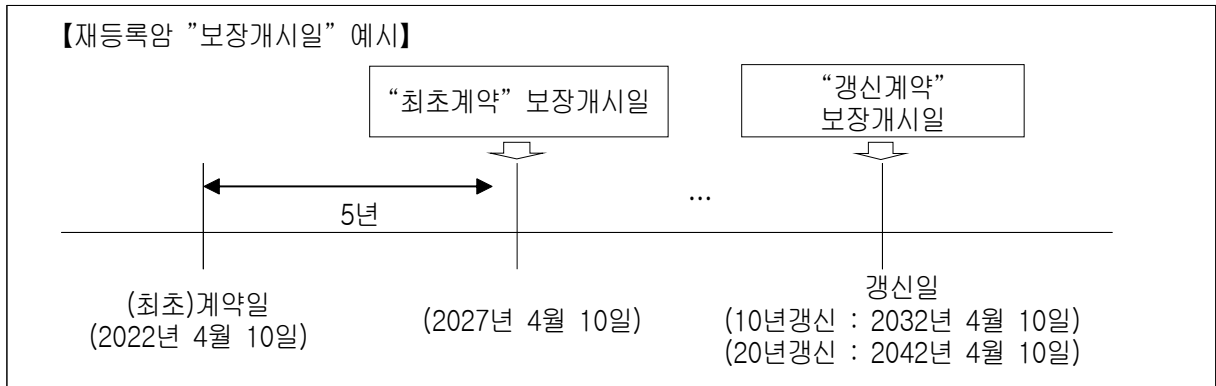 【재등록암 ”보장개시일” 예시】
“최초계약” 보장개시일
“갱신계약”
보장개시일
5년
...
(최초)계약일
(2022년 4월 10일)
(2027년 4월 10일)
갱신일
(10년갱신 : 2032년 4월 10일)
(20년갱신 : 2042년 4월 10일)